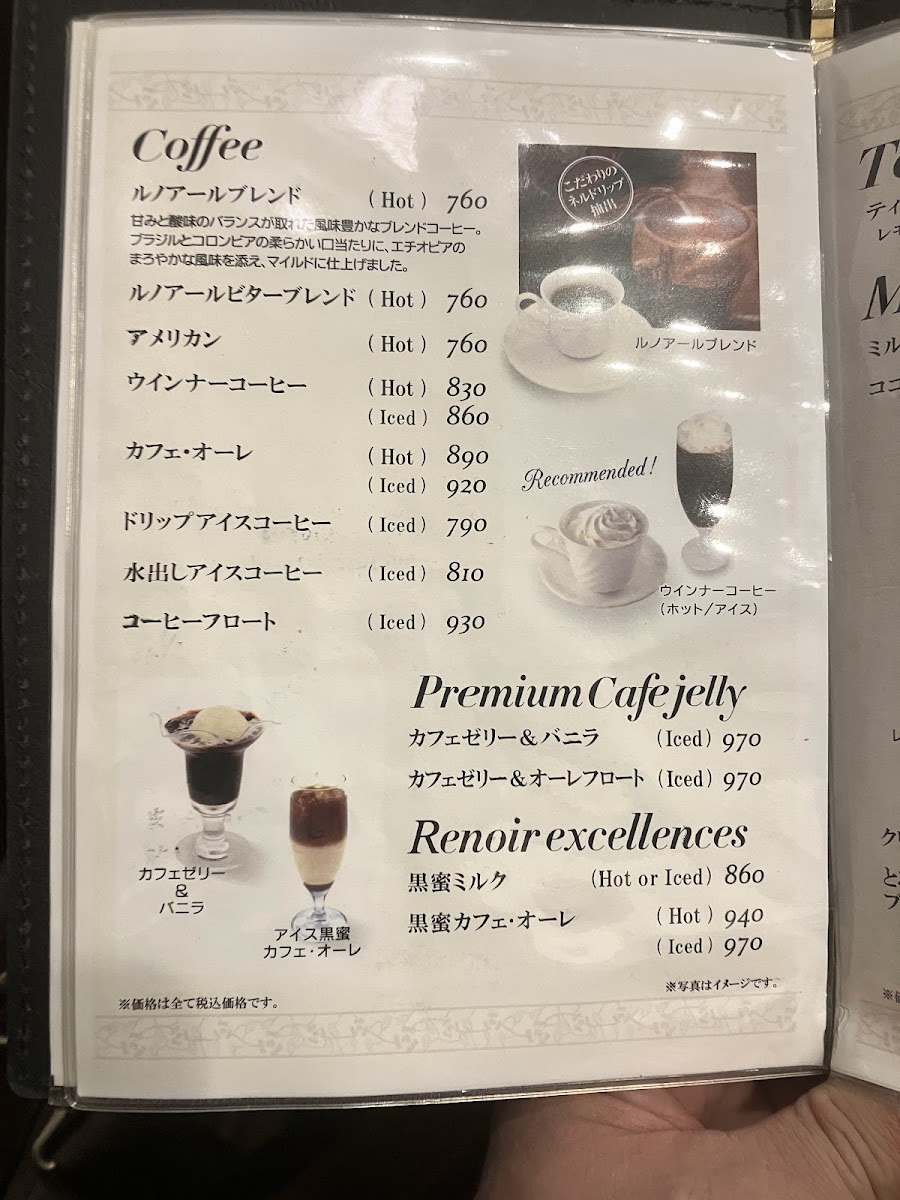 Coffee
ルノアールブレンド (Hot) 760
甘みと酸味のバランスが取れた風味豊かなブレンドコーヒー。
ブラジルとコロンビアの柔らかい口当たりに、エチオピアの
まろやかな風味を添え、マイルドに仕上げました。
ルノアールビターブレンド (Hot) 760
アメリカン (Hot) 760
ウインナーコーヒー (Hot) 830
(Iced) 860
カフェ・オーレ (Hot) 890
(Iced) 920
ドリップアイスコーヒー (Iced) 790
水出しアイスコーヒー (Iced) 810
コーヒーフロート (Iced) 930
こだわりの
ネルドリップ
抽出
ルノアールブレンド
Recommended!
ウインナーコーヒー
(ホット/アイス)
Premium Cafe jelly
カフェゼリー&バニラ (Iced) 970
カフェゼリー&オーレフロート (Iced) 970
Renoir excellences
黒蜜ミルク (Hot or Iced) 860
黒蜜カフェ・オーレ (Hot) 940
(Iced) 970
カフェゼリー
&
バニラ
アイス黒蜜
カフェ・オーレ
※写真はイメージです。
※価格は全て税込価格です。
ティ
レモ
ミル
ココ